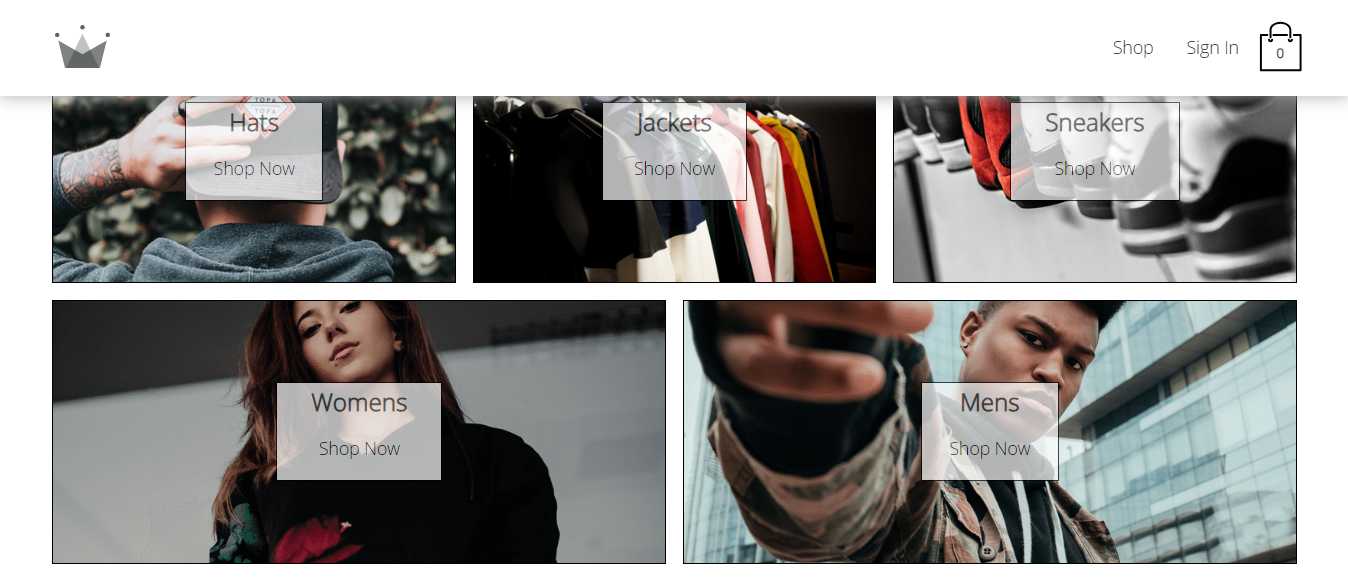 Shop Sign In 0
TOPA
TOPA
Hats
Shop Now
Jackets
Shop Now
Sneakers
Shop Now
Womens
Shop Now
Mens
Shop Now